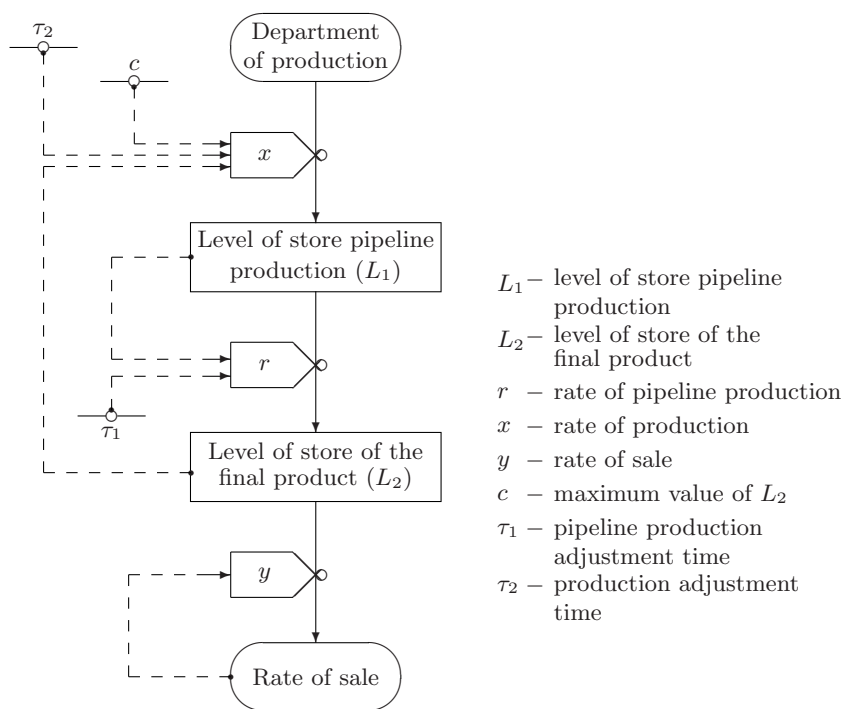 τ₂
c
Department
of production
x
Level of store pipeline
production (L₁)
r
τ₁
Level of store of the
final product (L₂)
y
Rate of sale
L₁ – level of store pipeline
production
L₂ – level of store of the
final product
r – rate of pipeline production
x – rate of production
y – rate of sale
c – maximum value of L₂
τ₁ – pipeline production
adjustment time
τ₂ – production adjustment
time